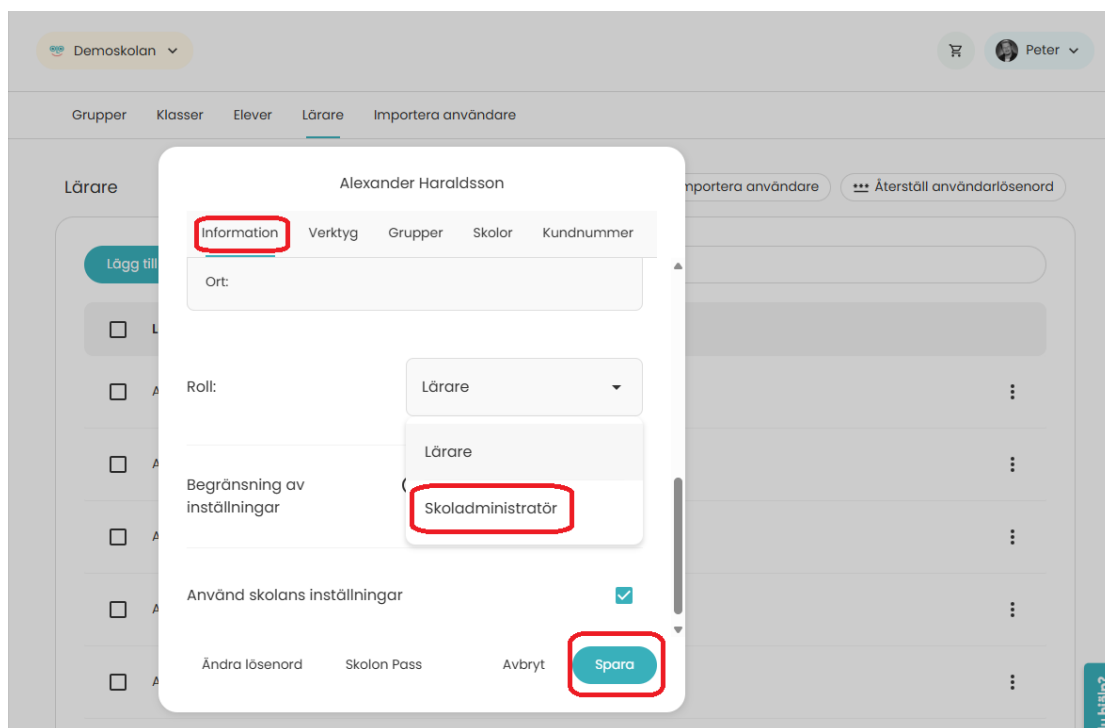 Demoskolan
Peter
Grupper Klasser Elever Lärare Importera användare
Lärare
Alexander Haraldsson
mportera användare
Återställ användarlösenord
Information Verktyg Grupper Skolor Kundnummer
Lägg till
Ort:
L
Roll:
Lärare
A
Lärare
A
Begränsning av
inställningar
Skoladministratör
A
Använd skolans inställningar
A
Ändra lösenord Skolon Pass Avbryt Spara
A
hjälp?